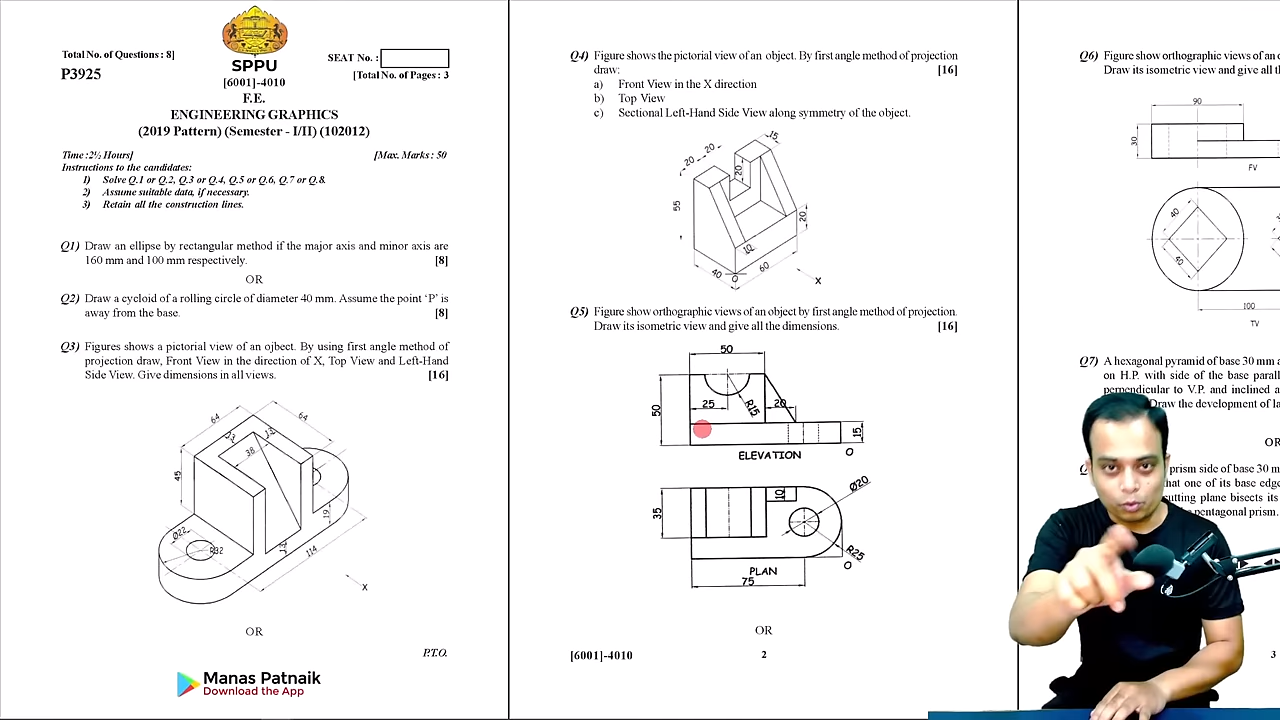 Total No. of Questions : 8]
SEAT No. :
P3925
SPPU
[Total No. of Pages : 3
[6001]-4010
F.E.
ENGINEERING GRAPHICS
(2019 Pattern) (Semester - I/II) (102012)
Time :2½ Hours]
[Max. Marks : 50
Instructions to the candidates:
1) Solve Q.1 or Q.2, Q.3 or Q.4, Q.5 or Q.6, Q.7 or Q.8.
2) Assume suitable data, if necessary.
3) Retain all the construction lines.
Q1) Draw an ellipse by rectangular method if the major axis and minor axis are
160 mm and 100 mm respectively. [8]
OR
Q2) Draw a cycloid of a rolling circle of diameter 40 mm. Assume the point ‘P’ is
away from the base. [8]
Q3) Figures shows a pictorial view of an ojbect. By using first angle method of
projection draw, Front View in the direction of X, Top View and Left-Hand
Side View. Give dimensions in all views. [16]
64
64
13
13
38
45
19
Ø22
R32
13
114
X
OR
P.T.O.
Manas Patnaik
Download the App
Q4) Figure shows the pictorial view of an object. By first angle method of projection
draw: [16]
a) Front View in the X direction
b) Top View
c) Sectional Left-Hand Side View along symmetry of the object.
15
20
20
20
55
20
10
40
O
60
X
Q5) Figure shows orthographic views of an object by first angle method of projection.
Draw its isometric view and give all the dimensions. [16]
50
50
25
R15
20
15
ELEVATION
O
10
Ø20
35
R25
O
PLAN
75
OR
[6001]-4010
2
Q6) Figure show orthographic views of an
Draw its isometric view and give all th
90
30
FV
40
40
100
TV
Q7) A hexagonal pyramid of base 30 mm a
on H.P. with side of the base parall
perpendicular to V.P. and inclined a
Draw the development of la
OR
prism side of base 30 m
hat one of its base edge
cutting plane bisects its
pentagonal prism.
3